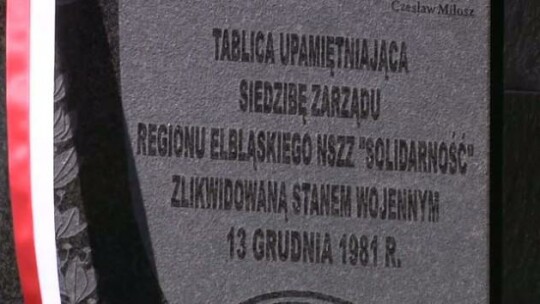 Czesław Miłosz
TABLICA UPAMIĘTNIAJĄCA
SIEDZIBĘ ZARZĄDU
REGIONU ELBLĄSKIEGO NSZZ "SOLIDARNOŚĆ"
ZLIKWIDOWANĄ STANEM WOJENNYM
13 GRUDNIA 1981 R.